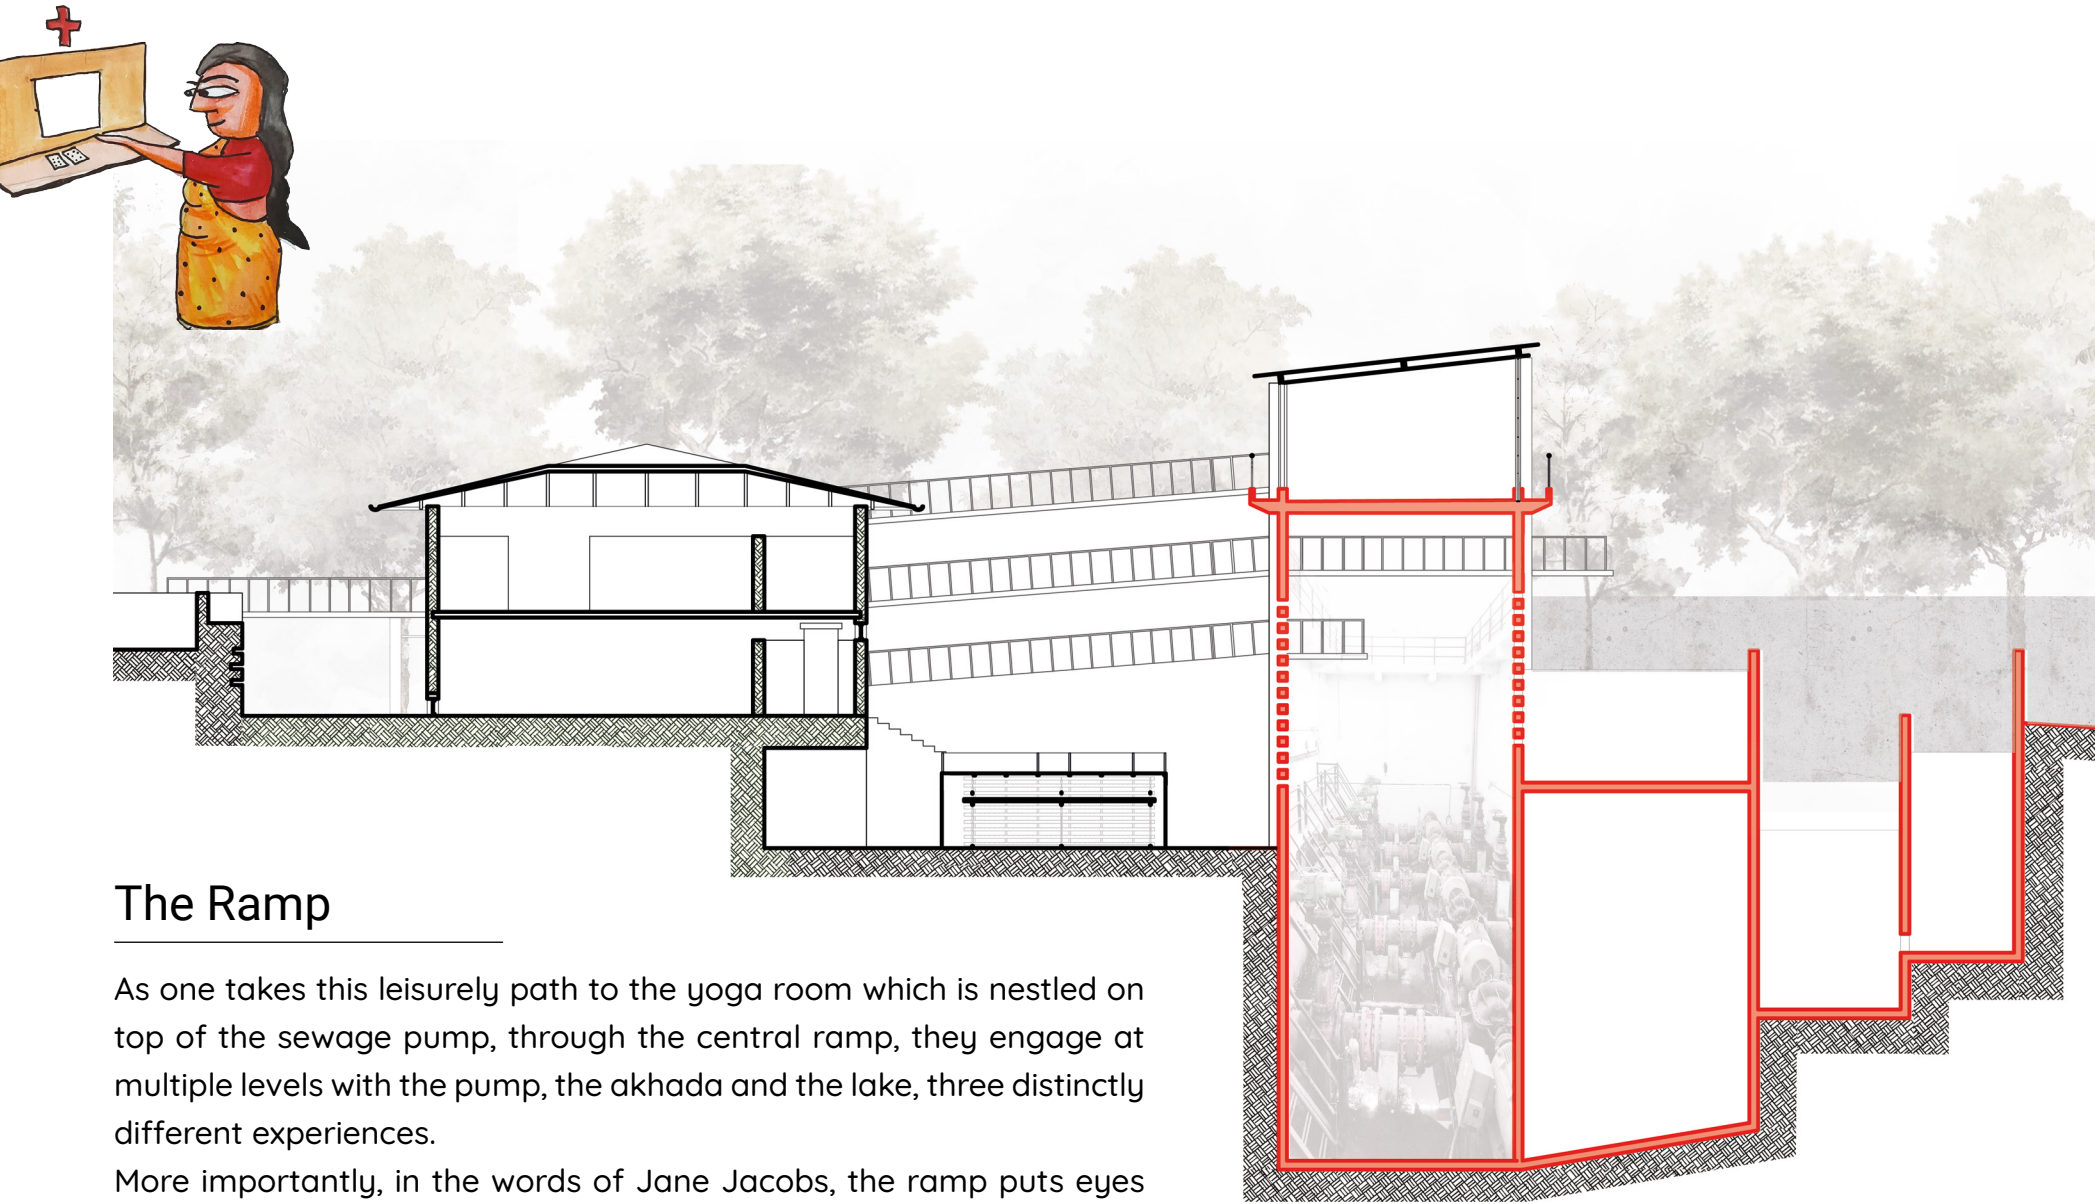 The Ramp
As one takes this leisurely path to the yoga room which is nestled on
top of the sewage pump, through the central ramp, they engage at
multiple levels with the pump, the akhada and the lake, three distinctly
different experiences.
More importantly, in the words of Jane Jacobs, the ramp puts eyes